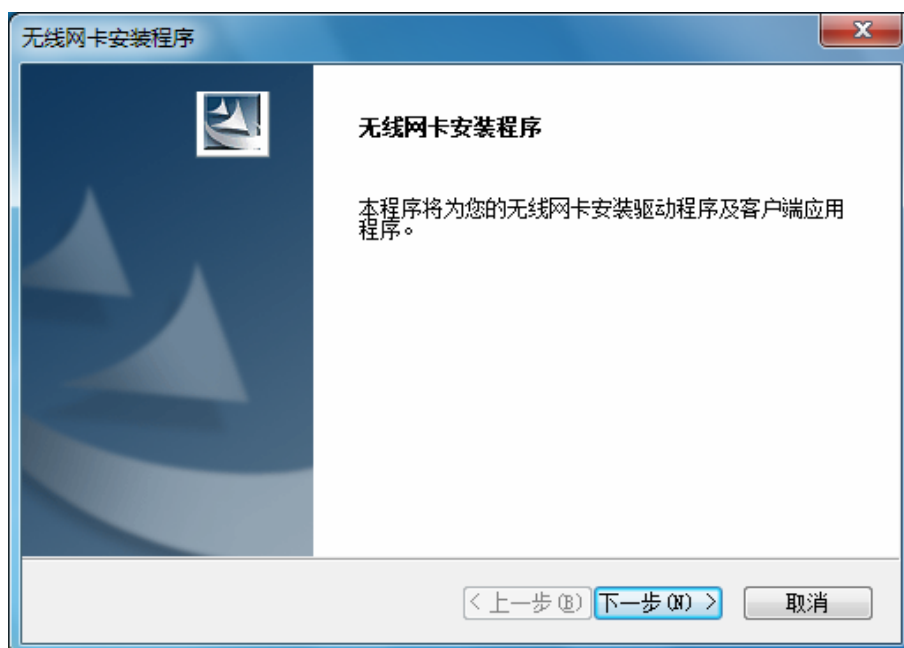 无线网卡安装程序
无线网卡安装程序
本程序将为您的无线网卡安装驱动程序及客户端应用
程序。
< 上一步(B)
下一步(N) >
取消